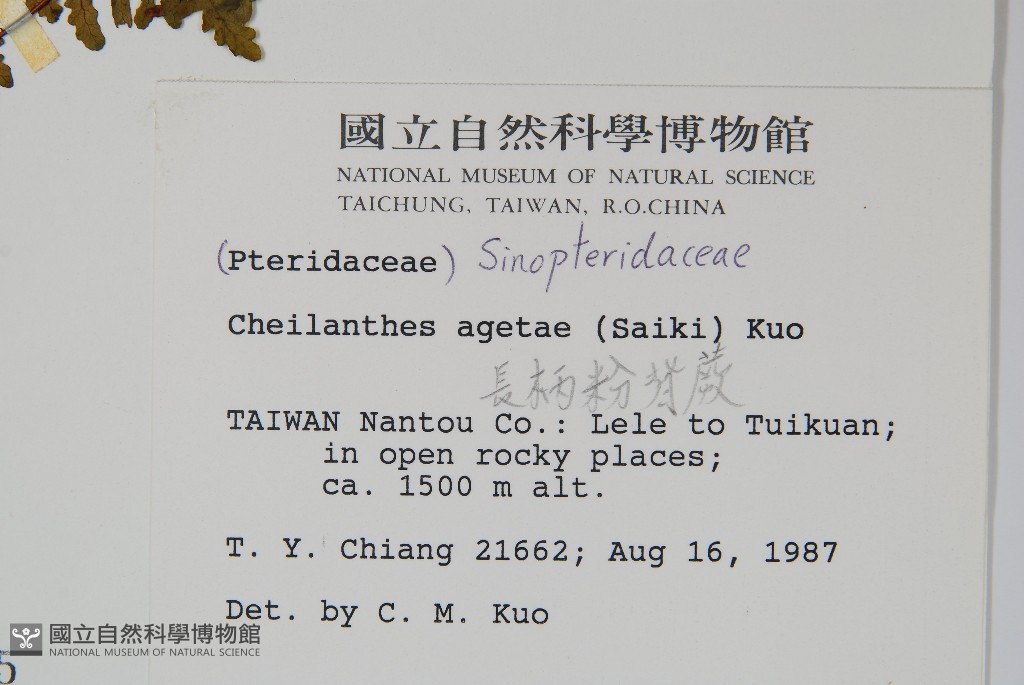 國立自然科學博物館
NATIONAL MUSEUM OF NATURAL SCIENCE
TAICHUNG, TAIWAN, R.O.CHINA
(Pteridaceae) Sinopteridaceae
Cheilanthes agetae (Saiki) Kuo
長柄粉背蕨
TAIWAN Nantou Co.: Lele to Tuikuan;
in open rocky places;
ca. 1500 m alt.
T. Y. Chiang 21662; Aug 16, 1987
Det. by C. M. Kuo
國立自然科學博物館
NATIONAL MUSEUM OF NATURAL SCIENCE
5